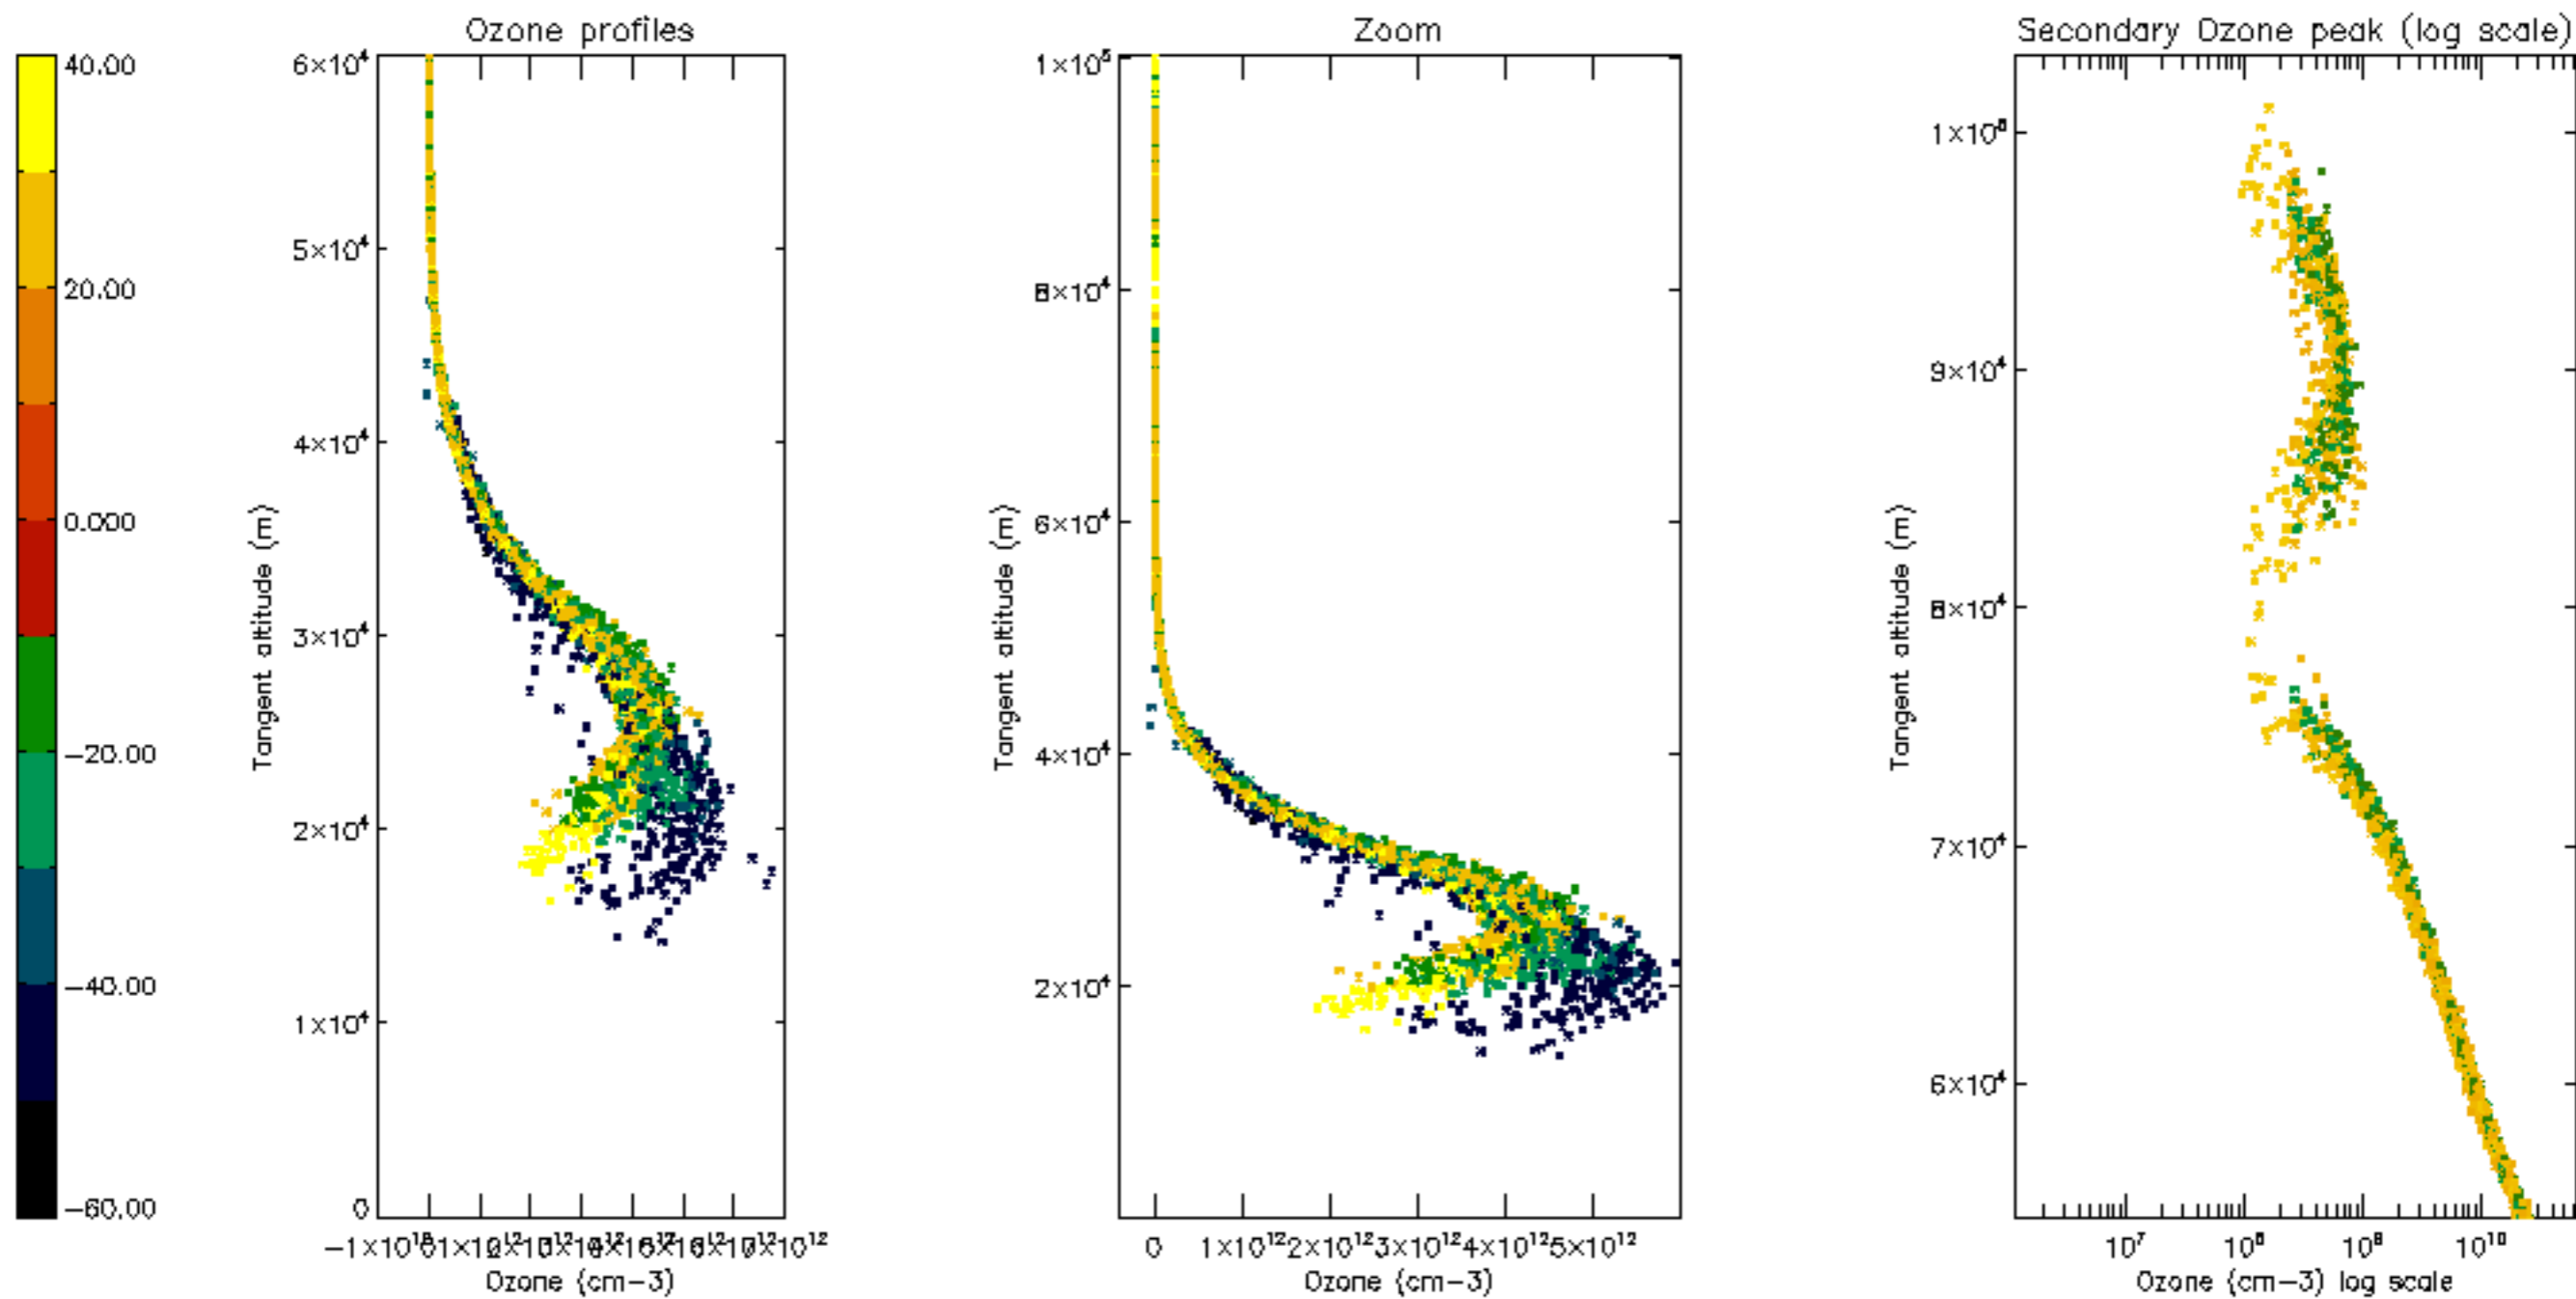 Ozone profiles
Zoom
Secondary Ozone peak (log scale)
40.00
20.00
0.000
−20.00
−40.00
−60.00
6×10⁴
5×10⁴
4×10⁴
3×10⁴
2×10⁴
1×10⁴
0
Tangent altitude (m)
Ozone (cm−3)
1×10⁵
8×10⁴
6×10⁴
4×10⁴
2×10⁴
Tangent altitude (m)
0 1×10¹² 2×10¹² 3×10¹² 4×10¹² 5×10¹²
Ozone (cm−3)
9×10⁴
8×10⁴
7×10⁴
6×10⁴
Tangent altitude (m)
10⁷ 10⁸ 10⁹ 10¹⁰
Ozone (cm−3) log scale